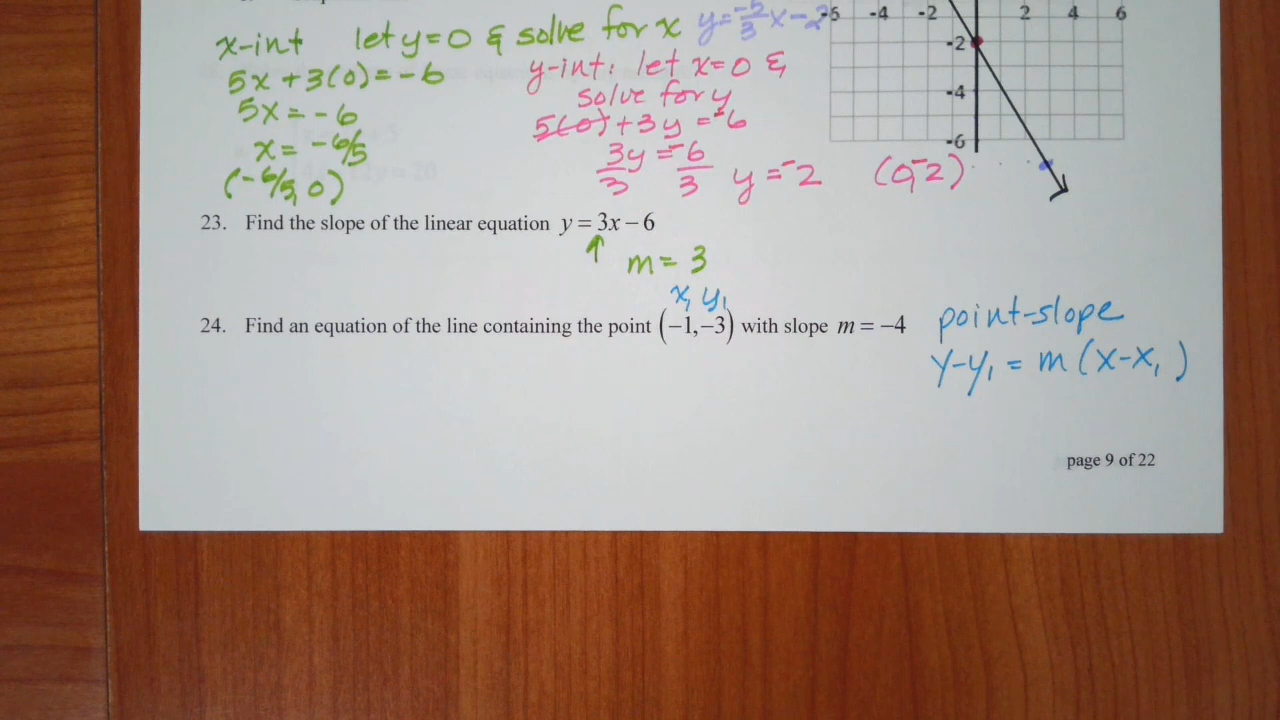 x-int let y=0 & solve for x y=-5/3x-2
-6 -4 -2 2 4 6
5x+3(0)=-6
5x=-6
x=-6/5
(-6/5,0)
y-int: let x=0 &
solve for y
5(0)+3y=-6
3y=-6
3 3
y=-2 (0,-2)
-2
-4
-6
23. Find the slope of the linear equation y = 3x − 6
m=3
x₁ y₁
24. Find an equation of the line containing the point (−1,−3) with slope m = −4
point-slope
y-y₁ = m(x-x₁)
page 9 of 22